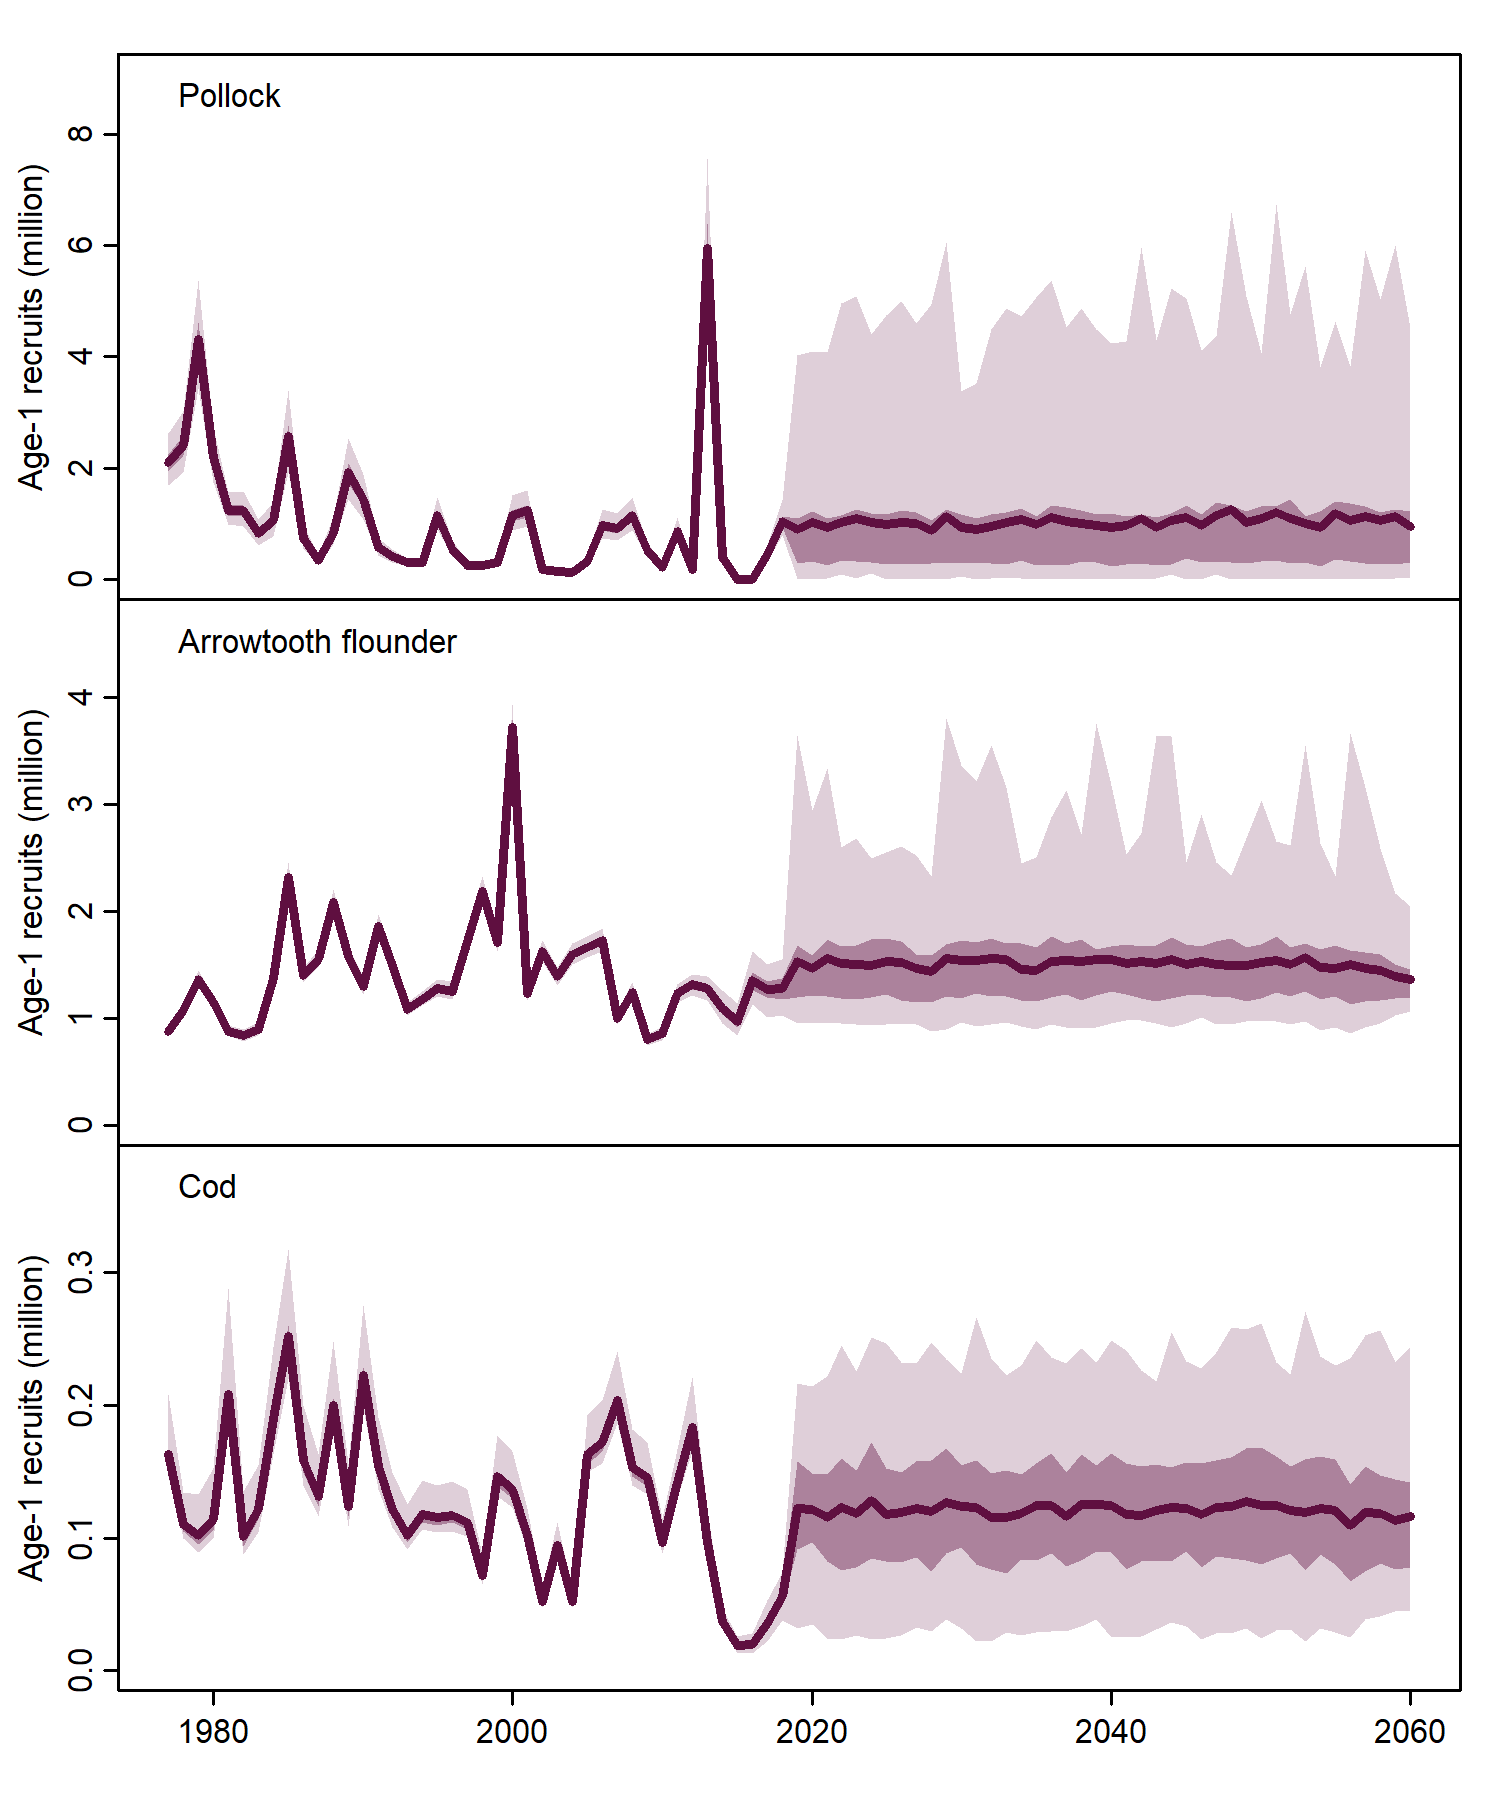 Pollock
Age-1 recruits (million)
8
6
4
2
0
Arrowtooth flounder
Age-1 recruits (million)
4
3
2
1
0
Cod
Age-1 recruits (million)
0.3
0.2
0.1
0.0
1980 2000 2020 2040 2060